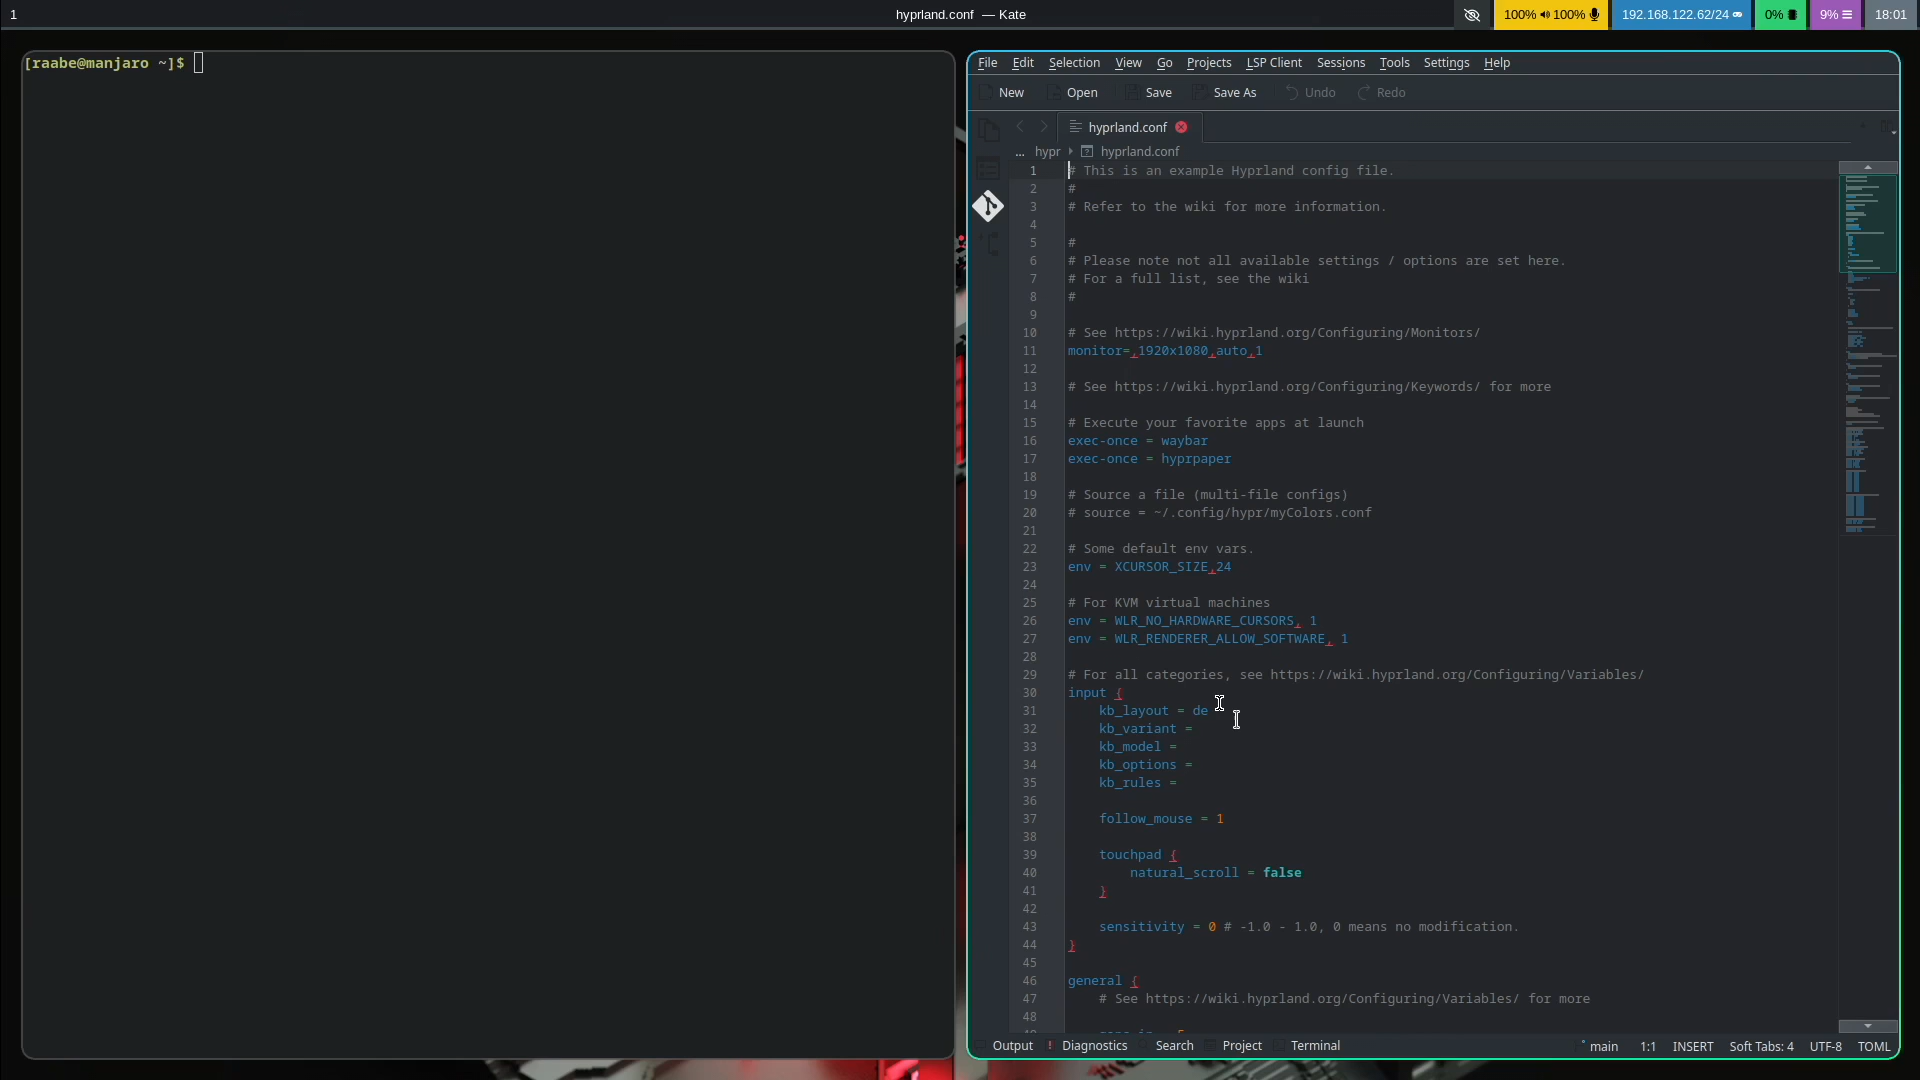 1
hyprland.conf — Kate
100% 100%
192.168.122.62/24
0%
9%
18:01
[raabe@manjaro ~]$
File Edit Selection View Go Projects LSP Client Sessions Tools Settings Help
New Open Save Save As Undo Redo
hyprland.conf
... hypr hyprland.conf
1 # This is an example Hyprland config file.
2 #
3 # Refer to the wiki for more information.
4
5 #
6 # Please note not all available settings / options are set here.
7 # For a full list, see the wiki
8 #
9
10 # See https://wiki.hyprland.org/Configuring/Monitors/
11 monitor=,1920x1080,auto,1
12
13 # See https://wiki.hyprland.org/Configuring/Keywords/ for more
14
15 # Execute your favorite apps at launch
16 exec-once = waybar
17 exec-once = hyprpaper
18
19 # Source a file (multi-file configs)
20 # source = ~/.config/hypr/myColors.conf
21
22 # Some default env vars.
23 env = XCURSOR_SIZE,24
24
25 # For KVM virtual machines
26 env = WLR_NO_HARDWARE_CURSORS, 1
27 env = WLR_RENDERER_ALLOW_SOFTWARE, 1
28
29 # For all categories, see https://wiki.hyprland.org/Configuring/Variables/
30 input {
31 kb_layout = de
32 kb_variant =
33 kb_model =
34 kb_options =
35 kb_rules =
36
37 follow_mouse = 1
38
39 touchpad {
40 natural_scroll = false
41 }
42
43 sensitivity = 0 # -1.0 - 1.0, 0 means no modification.
44 }
45
46 general {
47 # See https://wiki.hyprland.org/Configuring/Variables/ for more
48
Output Diagnostics Search Project Terminal
main 1:1 INSERT Soft Tabs: 4 UTF-8 TOML